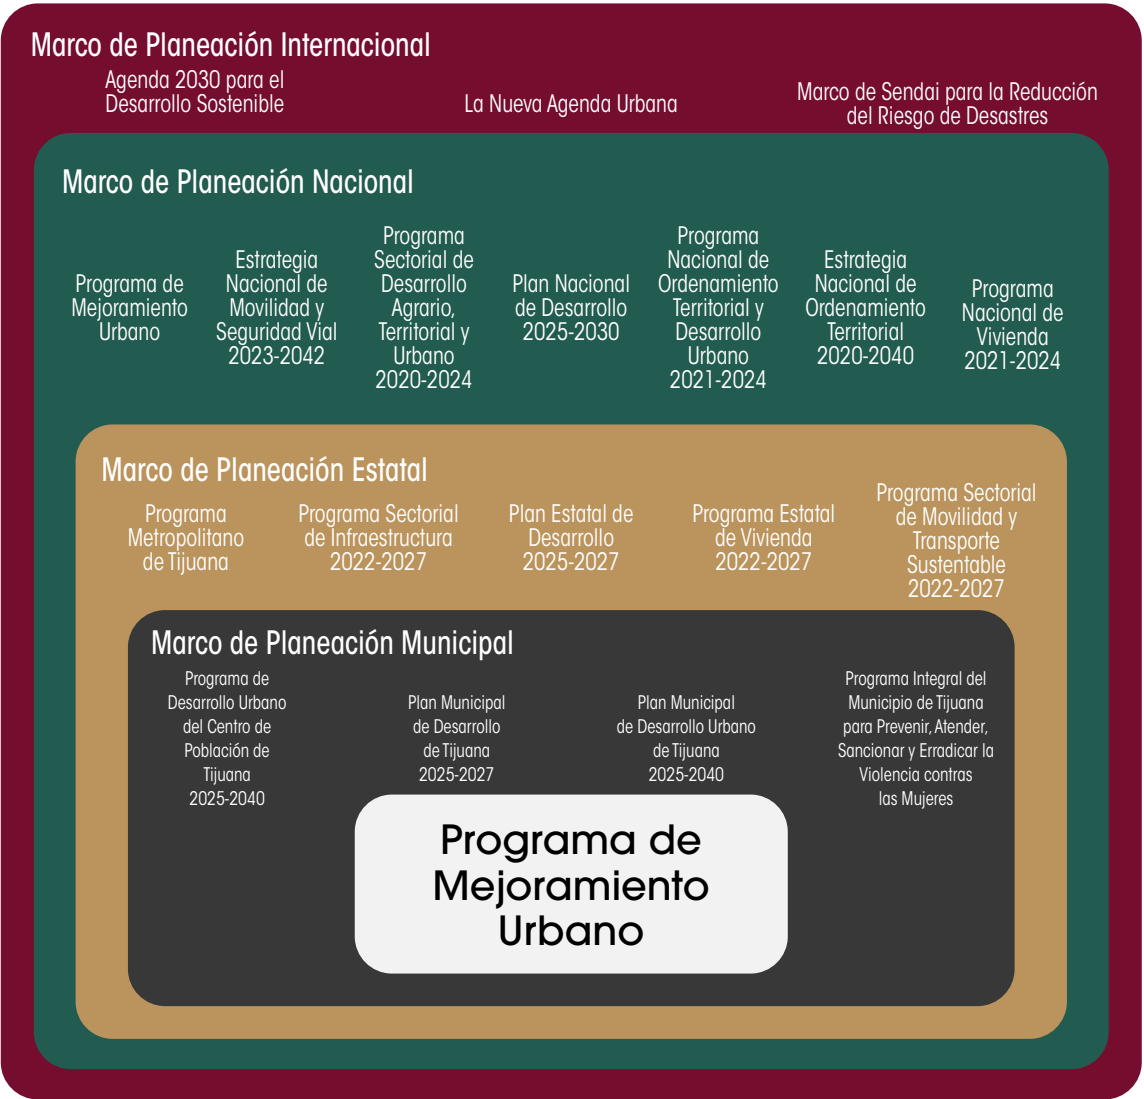 Marco de Planeación Internacional
Agenda 2030 para el
Desarrollo Sostenible
La Nueva Agenda Urbana
Marco de Sendai para la Reducción
del Riesgo de Desastres
Marco de Planeación Nacional
Programa de
Mejoramiento
Urbano
Estrategia
Nacional de
Movilidad y
Seguridad Vial
2023-2042
Programa
Sectorial de
Desarrollo
Agrario,
Territorial y
Urbano
2020-2024
Plan Nacional
de Desarrollo
2025-2030
Programa
Nacional de
Ordenamiento
Territorial y
Desarrollo
Urbano
2021-2024
Estrategia
Nacional de
Ordenamiento
Territorial
2020-2040
Programa
Nacional de
Vivienda
2021-2024
Marco de Planeación Estatal
Programa
Metropolitano
de Tijuana
Programa Sectorial
de Infraestructura
2022-2027
Plan Estatal de
Desarrollo
2025-2027
Programa Estatal
de Vivienda
2022-2027
Programa Sectorial
de Movilidad y
Transporte
Sustentable
2022-2027
Marco de Planeación Municipal
Programa de
Desarrollo Urbano
del Centro de
Población de
Tijuana
2025-2040
Plan Municipal
de Desarrollo
de Tijuana
2025-2027
Plan Municipal
de Desarrollo Urbano
de Tijuana
2025-2040
Programa Integral del
Municipio de Tijuana
para Prevenir, Atender,
Sancionar y Erradicar la
Violencia contras
las Mujeres
Programa de
Mejoramiento
Urbano